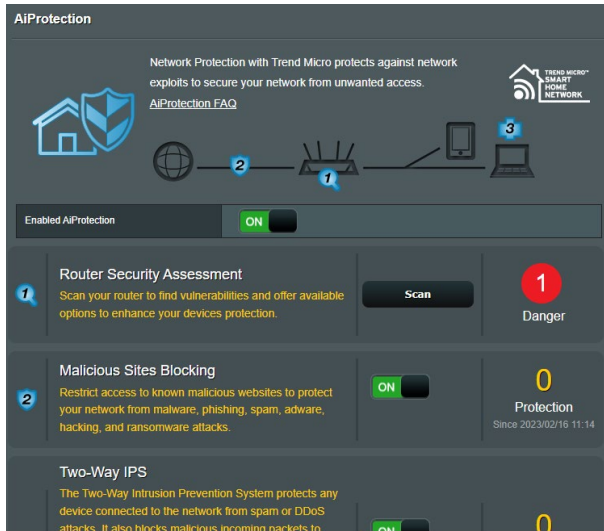 AiProtection
Network Protection with Trend Micro protects against network
exploits to secure your network from unwanted access.
AiProtection FAQ
TREND MICRO™
SMART
HOME
NETWORK
3
2
1
Enabled AiProtection
ON
1
Router Security Assessment
Scan your router to find vulnerabilities and offer available
options to enhance your devices protection.
Scan
1
Danger
2
Malicious Sites Blocking
Restrict access to known malicious websites to protect
your network from malware, phishing, spam, adware,
hacking, and ransomware attacks.
ON
0
Protection
Since 2023/02/16 11:14
Two-Way IPS
The Two-Way Intrusion Prevention System protects any
device connected to the network from spam or DDoS
attacks. It also blocks malicious incoming packets to
ON
0